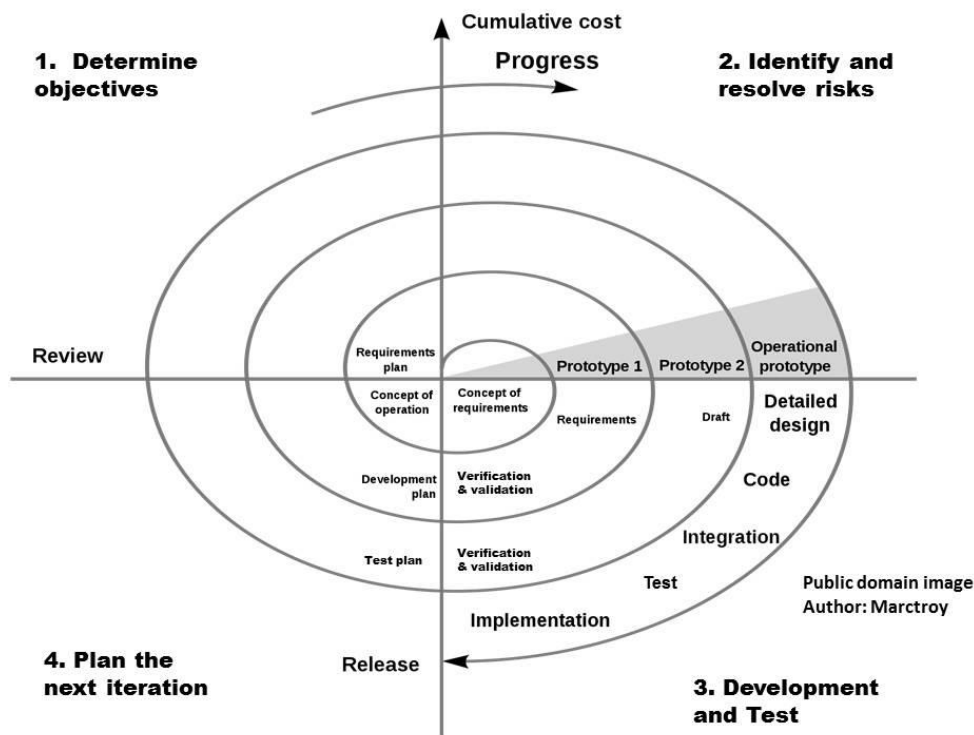 Cumulative cost
1. Determine
objectives
Progress
2. Identify and
resolve risks
Review
Requirements
plan
Prototype 1
Prototype 2
Operational
prototype
Concept of
operation
Concept of
requirements
Requirements
Draft
Detailed
design
Development
plan
Verification
& validation
Code
Test plan
Verification
& validation
Integration
Test
Implementation
Public domain image
Author: Marctroy
4. Plan the
next iteration
Release
3. Development
and Test